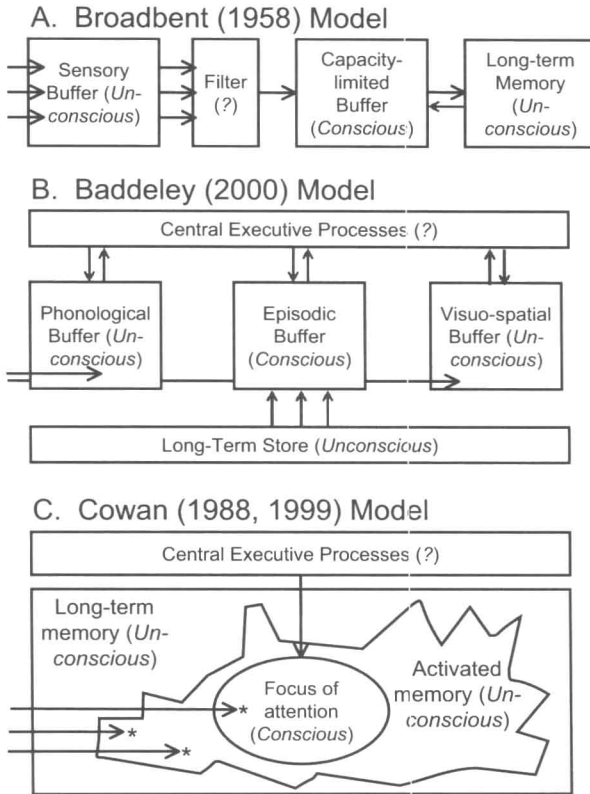 A. Broadbent (1958) Model
Sensory
Buffer (Un-
conscious)
Filter
(?)
Capacity-
limited
Buffer
(Conscious)
Long-term
Memory
(Un-
conscious)
B. Baddeley (2000) Model
Central Executive Processes (?)
Phonological
Buffer (Un-
conscious)
Episodic
Buffer
(Conscious)
Visuo-spatial
Buffer (Un-
conscious)
Long-Term Store (Unconscious)
C. Cowan (1988, 1999) Model
Central Executive Processes (?)
Long-term
memory (Un-
conscious)
Activated
memory (Un-
conscious)
Focus of
* attention
(Conscious)
*
*